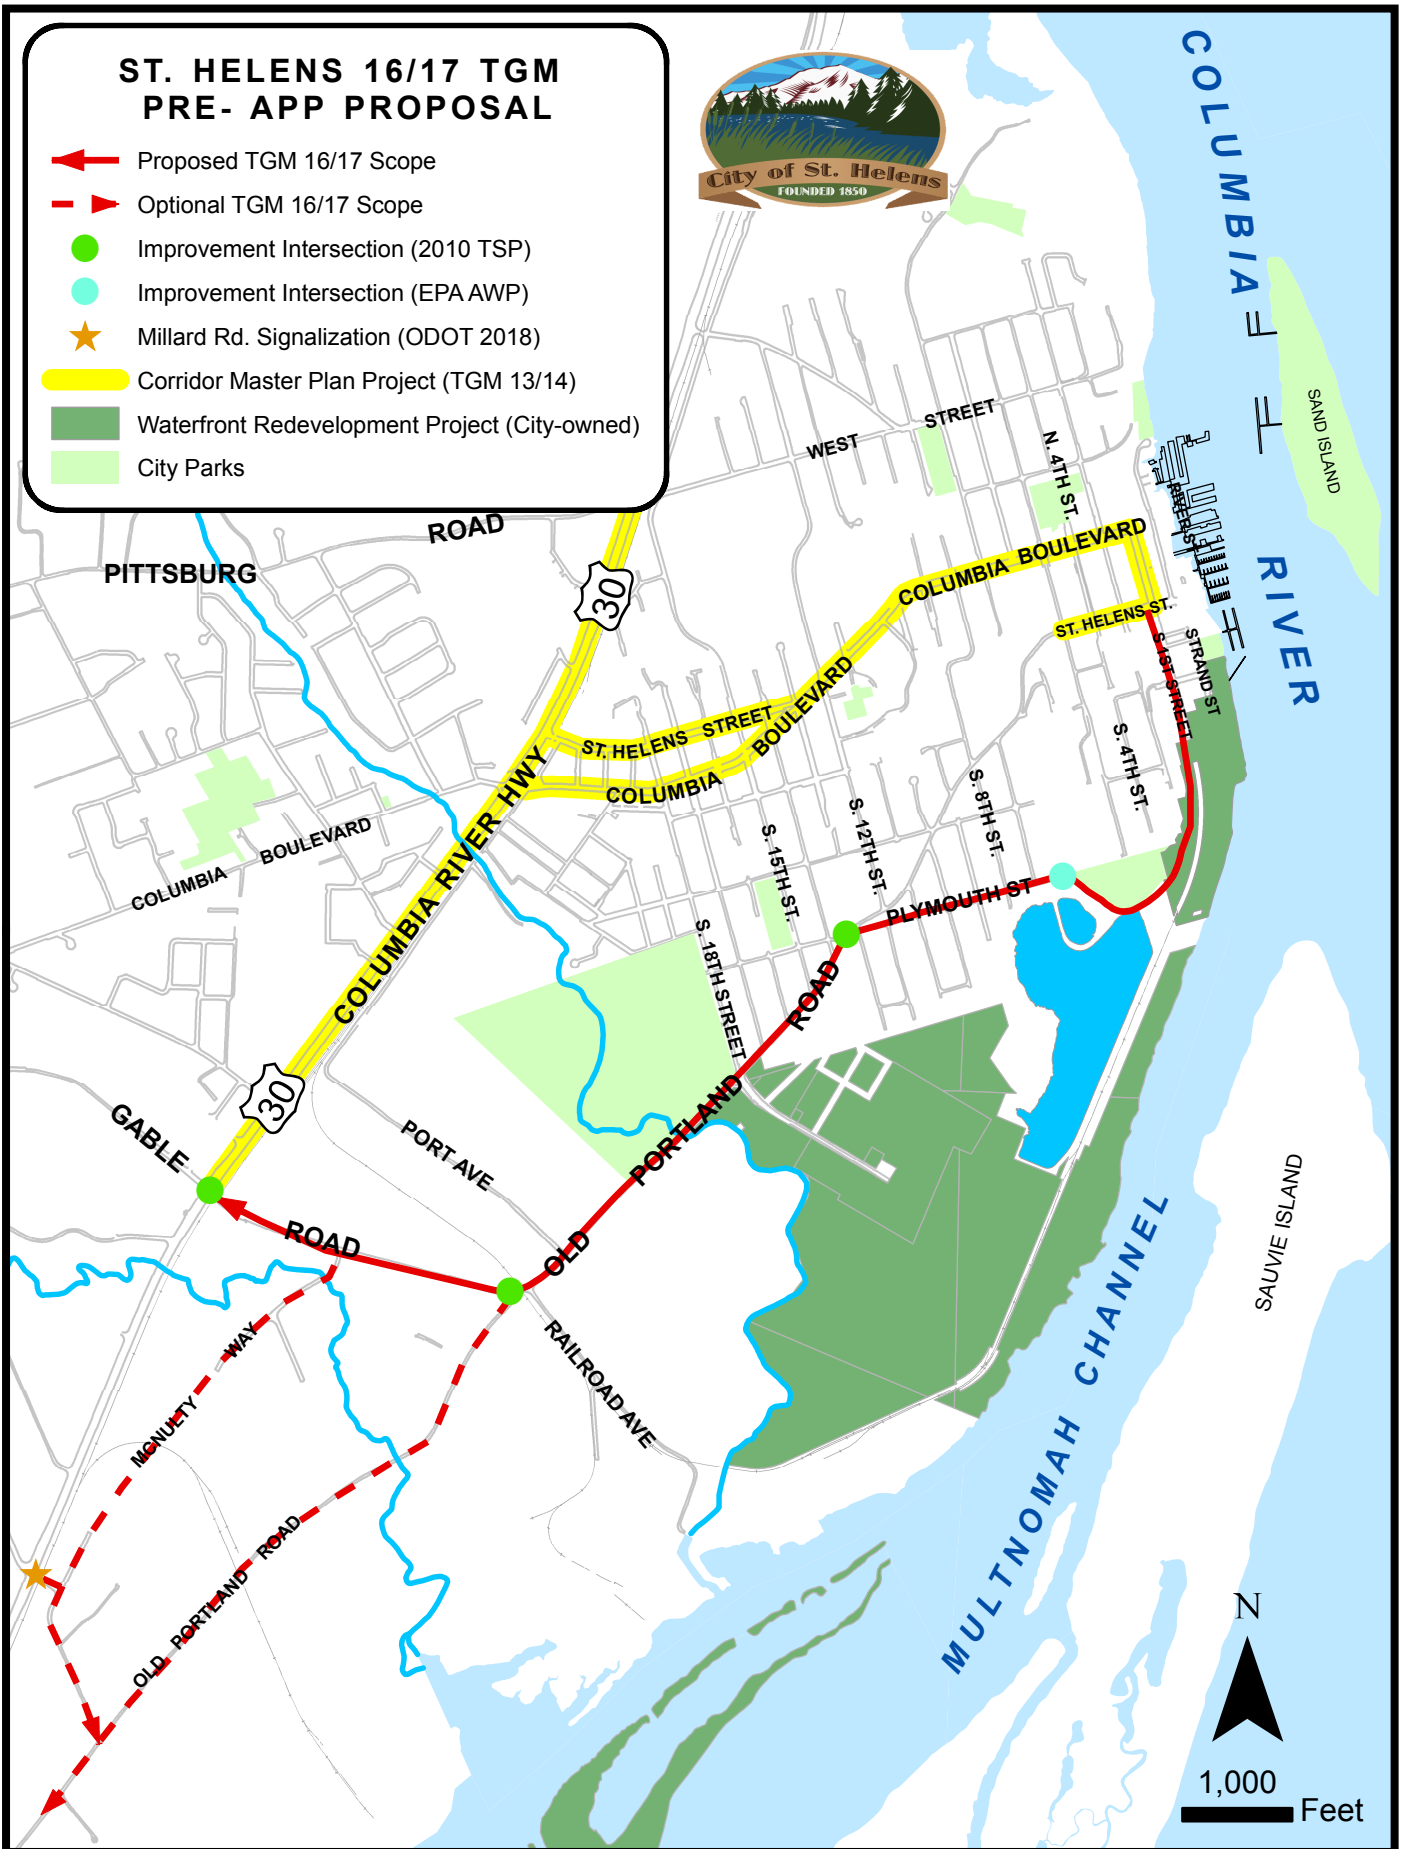 ST. HELENS 16/17 TGM
PRE- APP PROPOSAL
Proposed TGM 16/17 Scope
Optional TGM 16/17 Scope
Improvement Intersection (2010 TSP)
Improvement Intersection (EPA AWP)
Millard Rd. Signalization (ODOT 2018)
Corridor Master Plan Project (TGM 13/14)
Waterfront Redevelopment Project (City-owned)
City Parks
City of St. Helens
FOUNDED 1850
COLUMBIA
RIVER
SAND ISLAND
WEST STREET
N. 4TH ST.
RIVER ST.
PITTSBURG ROAD
30
COLUMBIA BOULEVARD
ST. HELENS ST.
STRAND ST
S 1ST STREET
ST. HELENS STREET
COLUMBIA BOULEVARD
S. 4TH ST.
S. 8TH ST.
S. 12TH ST.
S. 15TH ST.
COLUMBIA BOULEVARD
COLUMBIA RIVER HWY
PLYMOUTH ST
S. 18TH STREET
30
GABLE ROAD
PORT AVE
OLD PORTLAND ROAD
RAILROAD AVE
MCNULTY WAY
OLD PORTLAND ROAD
MULTNOMAH CHANNEL
SAUVIE ISLAND
N
1,000
Feet